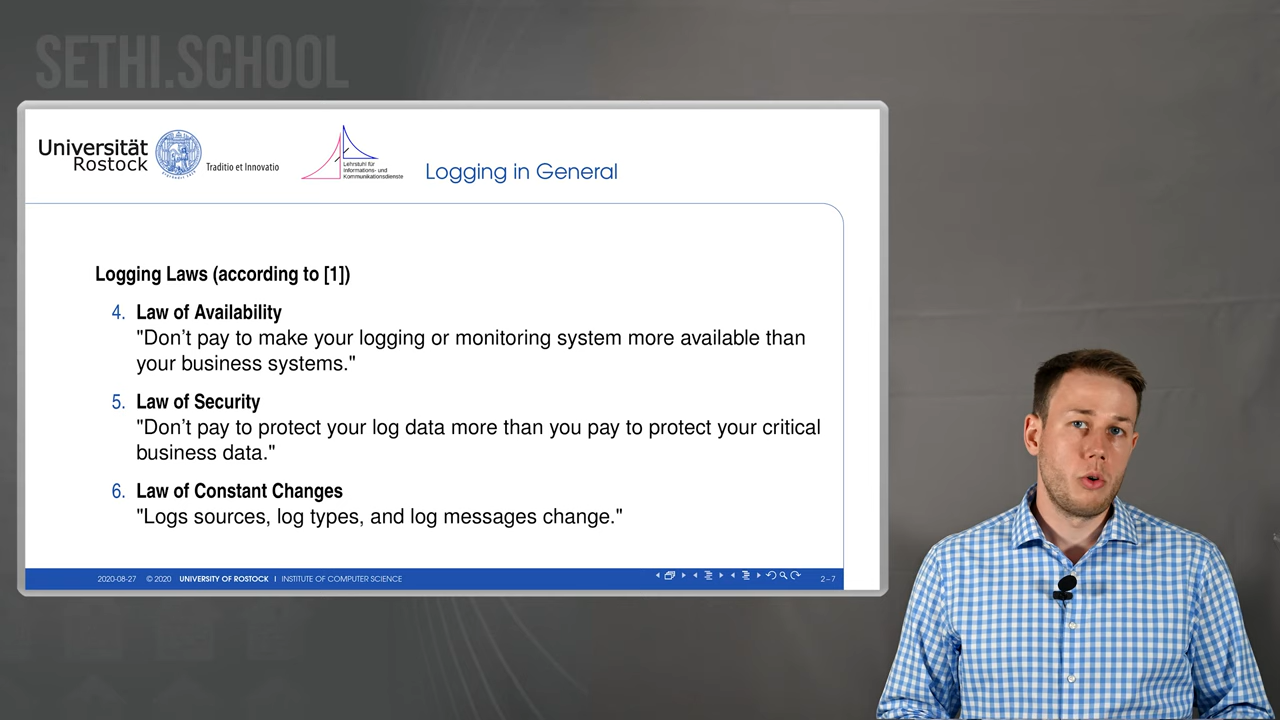 SETHI.SCHOOL
Universität
Rostock
Traditio et Innovatio
Lehrstuhl für
Informations- und
Kommunikationsdienste
Logging in General
Logging Laws (according to [1])
4. Law of Availability
"Don't pay to make your logging or monitoring system more available than
your business systems."
5. Law of Security
"Don't pay to protect your log data more than you pay to protect your critical
business data."
6. Law of Constant Changes
"Logs sources, log types, and log messages change."
2020-08-27 © 2020 UNIVERSITY OF ROSTOCK | INSTITUTE OF COMPUTER SCIENCE
2–7